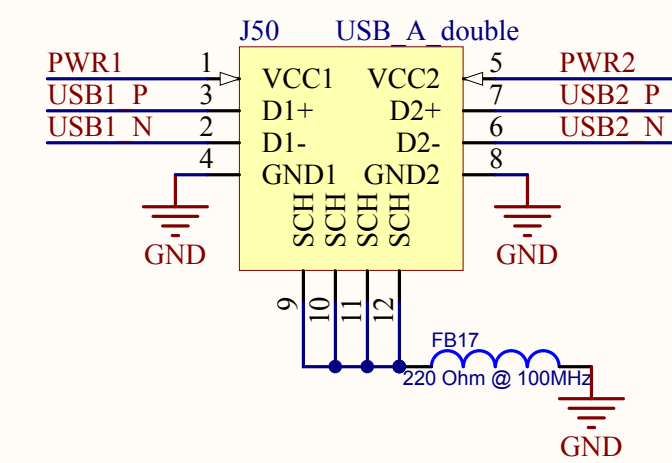 J50 USB_A_double
PWR1 1 5 PWR2
VCC1 VCC2
USB1_P 3 7 USB2_P
D1+ D2+
USB1_N 2 6 USB2_N
D1- D2-
4 8
GND1 GND2
SCH SCH SCH SCH
GND GND
9 10 11 12
FB17
220 Ohm @ 100MHz
GND